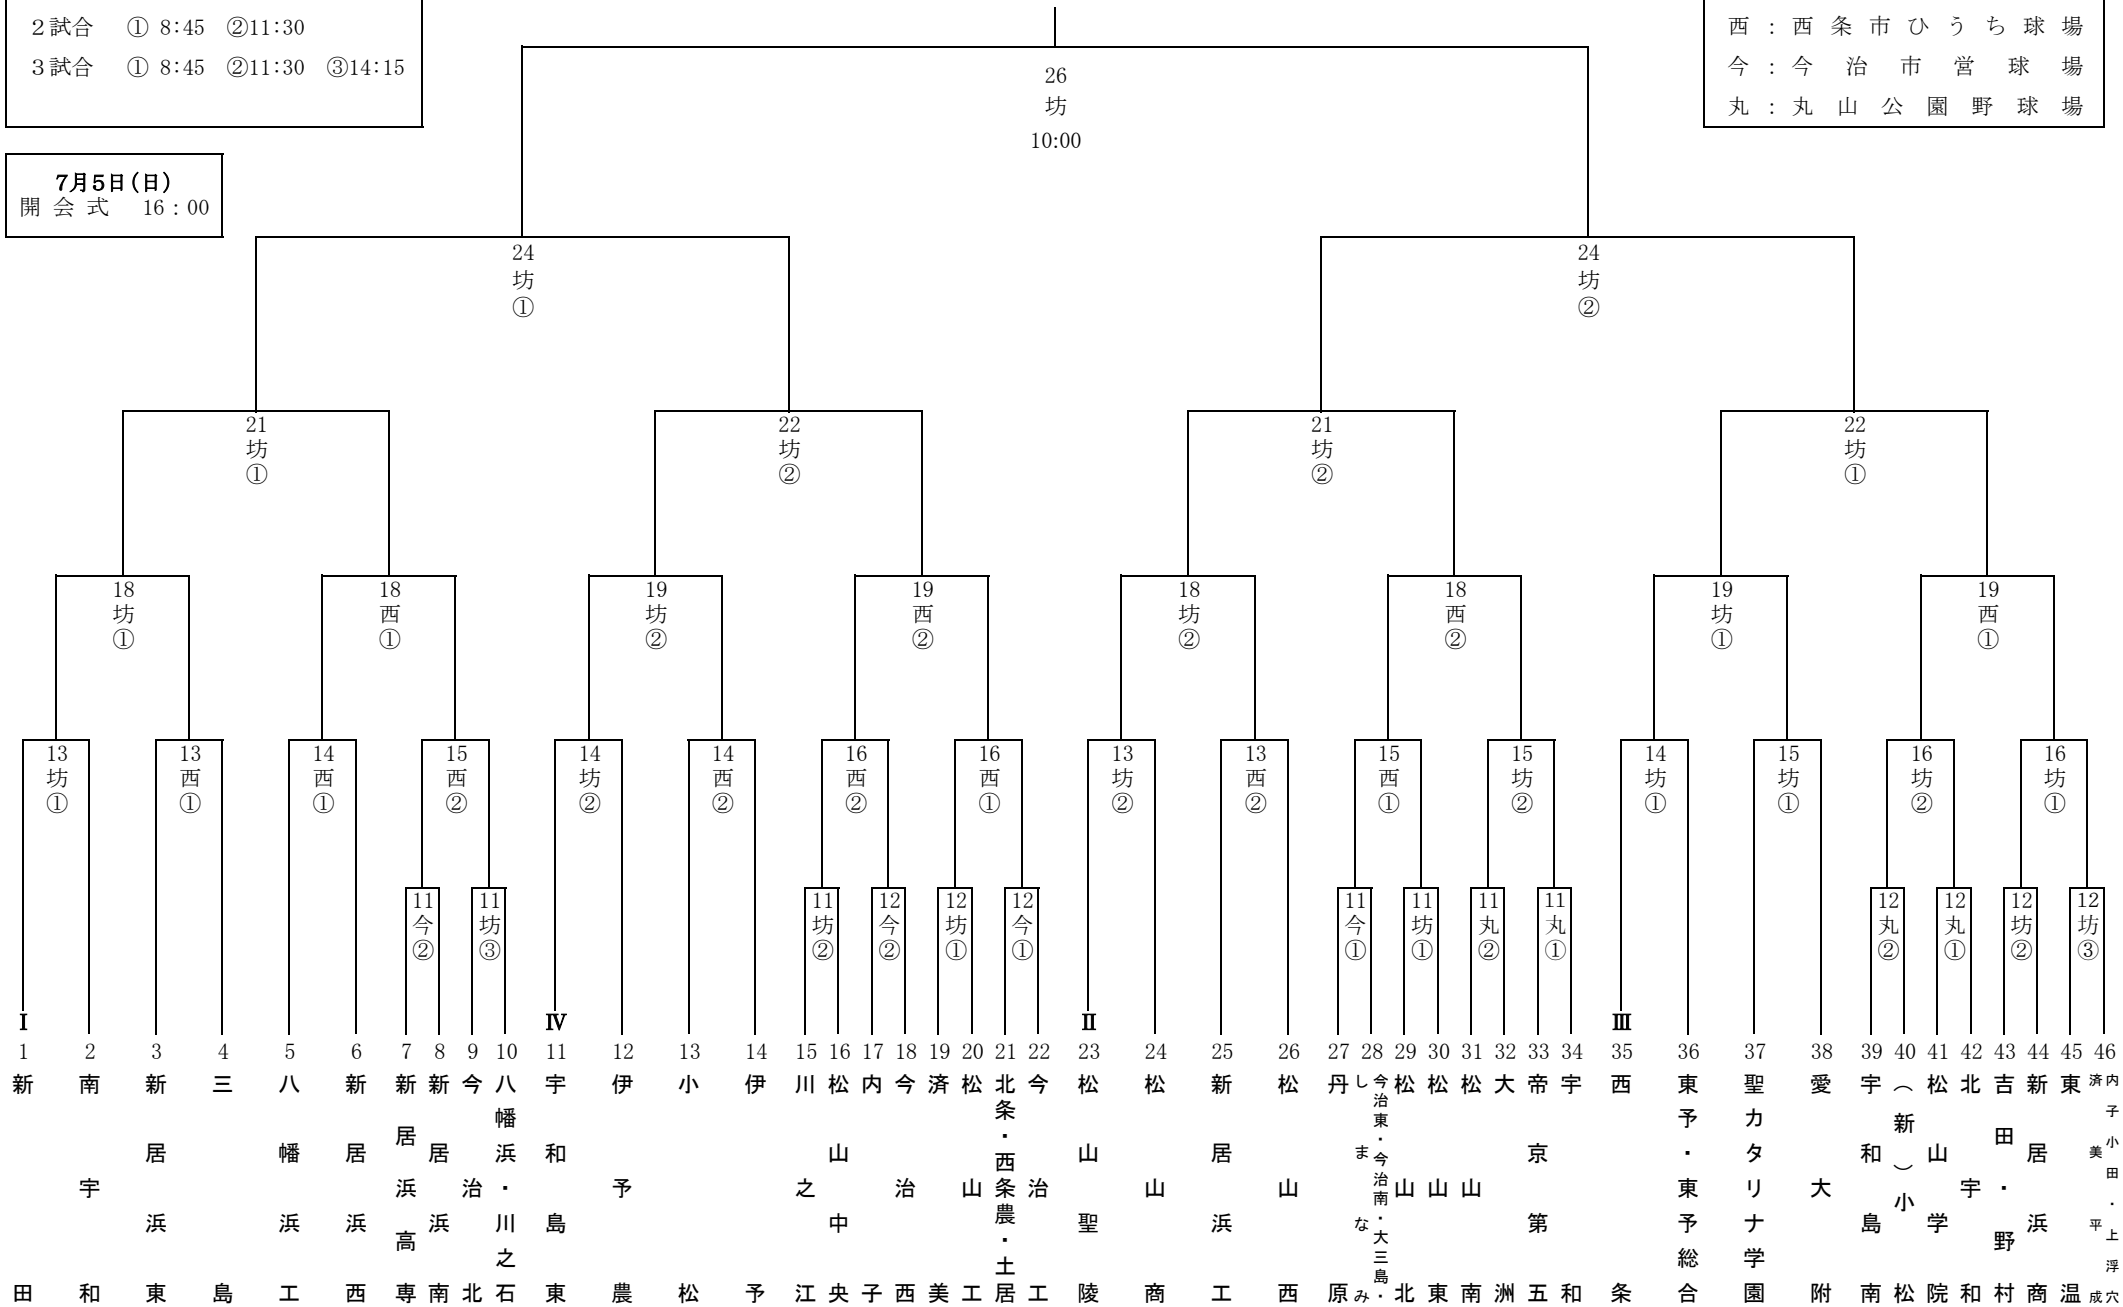 ２試合　① 8:45　②11:30
３試合　① 8:45　②11:30　③14:15
西：西条市ひうち球場
今：今治市営球場
丸：丸山公園野球場
7月5日(日)
開会式　16：00
26
坊
10:00
24
坊
①
24
坊
②
21
坊
①
22
坊
②
21
坊
②
22
坊
①
18
坊
①
18
西
①
19
坊
②
19
西
②
18
坊
②
18
西
②
19
坊
①
19
西
①
13
坊
①
13
西
①
14
西
①
15
西
②
14
坊
②
14
西
②
16
西
②
16
西
①
13
坊
②
13
西
②
15
西
①
15
坊
②
14
坊
①
15
坊
①
16
坊
②
16
坊
①
11
今
②
11
坊
③
11
坊
②
12
今
②
12
坊
①
12
今
①
11
今
①
11
坊
①
11
丸
②
11
丸
①
12
丸
②
12
丸
①
12
坊
②
12
坊
③
Ⅰ
1
新田
2
南宇和
3
新居浜東
4
三島
5
八幡浜工
6
新居浜西
7
新居浜高専
8
新居浜南
9
今治北
10
八幡浜・川之石
Ⅳ
11
宇和島東
12
伊予農
13
小松
14
伊予
15
川之江
16
松山中央
17
内子
18
今治西
19
済美
20
松山工
21
北条・西条農・土居
22
今治工
Ⅱ
23
松山聖陵
24
松山商
25
新居浜工
26
松山西
27
丹原
28
今治東・今治南・大三島・
しまなみ
29
松山北
30
松山東
31
松山南
32
大洲
33
帝京第五
34
宇和
Ⅲ
35
西条
36
東予・東予総合
37
聖カタリナ学園
38
愛大附
39
宇和島南
40
（新）小松
41
松山学院
42
北宇和
43
吉田・野村
44
新居浜商
45
東温
46
内子小田・上浮穴
済美平成